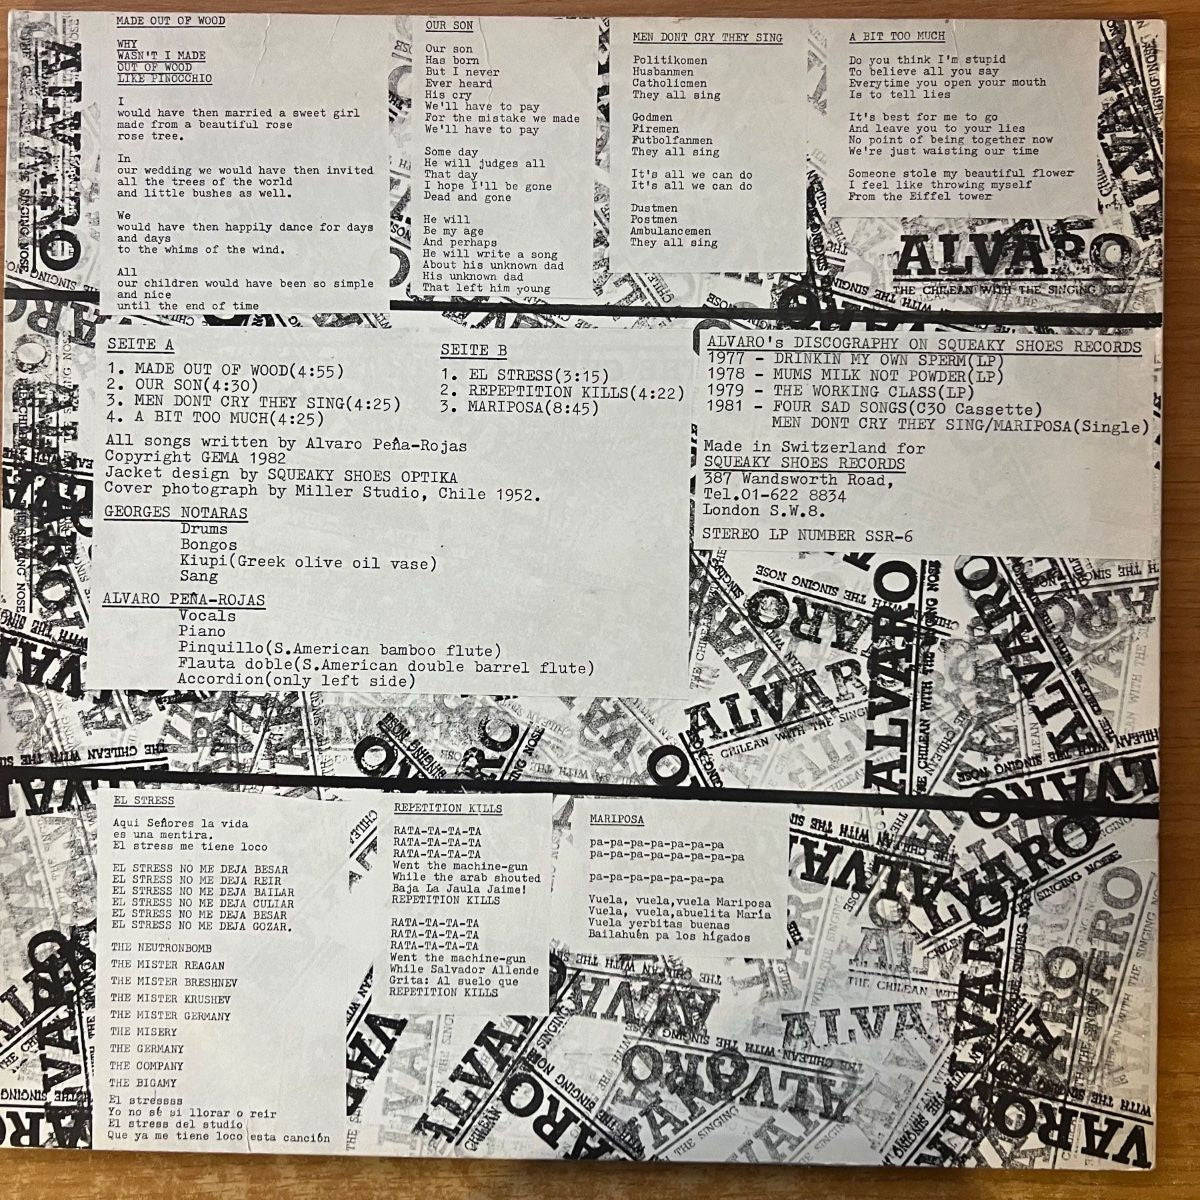 MADE OUT OF WOOD
WHY
WASN'T I MADE
OUT OF WOOD
LIKE PINOCCHIO
I
would have then married a sweet girl
made from a beautiful rose
rose tree.
In
our wedding we would have then invited
all the trees of the world
and little bushes as well.
We
would have then happily dance for days
and days
to the whims of the wind.
All
our children would have been so simple
and nice
until the end of time
OUR SON
Our son
Has born
But I never
Ever heard
His cry
We'll have to pay
For the mistake we made
We'll have to pay
Some day
He will judges all
That day
I hope I'll be gone
Dead and gone
He will
Be my age
And perhaps
He will write a song
About his unknown dad
His unknown dad
That left him young
MEN DONT CRY THEY SING
Politikomen
Husbanmen
Catholicmen
They all sing
Godmen
Firemen
Futbolfanmen
They all sing
It's all we can do
It's all we can do
Dustmen
Postmen
Ambulancemen
They all sing
A BIT TOO MUCH
Do you think I'm stupid
To believe all you say
Everytime you open your mouth
Is to tell lies
It's best for me to go
And leave you to your lies
No point of being together now
We're just waisting our time
Someone stole my beautiful flower
I feel like throwing myself
From the Eiffel tower
ALVARO
THE CHILEAN WITH THE SINGING NOSE
SEITE A
1. MADE OUT OF WOOD(4:55)
2. OUR SON(4:30)
3. MEN DONT CRY THEY SING(4:25)
4. A BIT TOO MUCH(4:25)
SEITE B
1. EL STRESS(3:15)
2. REPEPTITION KILLS(4:22)
3. MARIPOSA(8:45)
All songs written by Alvaro Peña-Rojas
Copyright GEMA 1982
Jacket design by SQUEAKY SHOES OPTIKA
Cover photograph by Miller Studio, Chile 1952.
GEORGES NOTARAS
Drums
Bongos
Kiupi(Greek olive oil vase)
Sang
ALVARO PEÑA-ROJAS
Vocals
Piano
Pinquillo(S.American bamboo flute)
Flauta doble(S.American double barrel flute)
Accordion(only left side)
ALVARO's DISCOGRAPHY ON SQUEAKY SHOES RECORDS
1977 - DRINKIN MY OWN SPERM(LP)
1978 - MUMS MILK NOT POWDER(LP)
1979 - THE WORKING CLASS(LP)
1981 - FOUR SAD SONGS(C30 Cassette)
MEN DONT CRY THEY SING/MARIPOSA(Single)
Made in Switzerland for
SQUEAKY SHOES RECORDS
387 Wandsworth Road,
Tel.01-622 8834
London S.W.8.
STEREO LP NUMBER SSR-6
EL STRESS
Aqui Señores la vida
es una mentira.
El stress me tiene loco
EL STRESS NO ME DEJA BESAR
EL STRESS NO ME DEJA REIR
EL STRESS NO ME DEJA BAILAR
EL STRESS NO ME DEJA CULIAR
EL STRESS NO ME DEJA BESAR
EL STRESS NO ME DEJA GOZAR.
THE NEUTRONBOMB
THE MISTER REAGAN
THE MISTER BRESHNEV
THE MISTER KRUSHEV
THE MISTER GERMANY
THE MISERY
THE GERMANY
THE COMPANY
THE BIGAMY
El stressss
Yo no sé si llorar o reir
El stress del studio
Que ya me tiene loco esta canción
REPETITION KILLS
RATA-TA-TA-TA
RATA-TA-TA-TA
RATA-TA-TA-TA
Went the machine-gun
While the arab shouted
Baja La Jaula Jaime!
REPETITION KILLS
RATA-TA-TA-TA
RATA-TA-TA-TA
RATA-TA-TA-TA
Went the machine-gun
While Salvador Allende
Grita: Al suelo que
REPETITION KILLS
MARIPOSA
pa-pa-pa-pa-pa-pa-pa
pa-pa-pa-pa-pa-pa-pa-pa
pa-pa-pa-pa-pa-pa-pa
Vuela, vuela,vuela Mariposa
Vuela, vuela,abuelita María
Vuela yerbitas buenas
Bailahuén pa los hígados